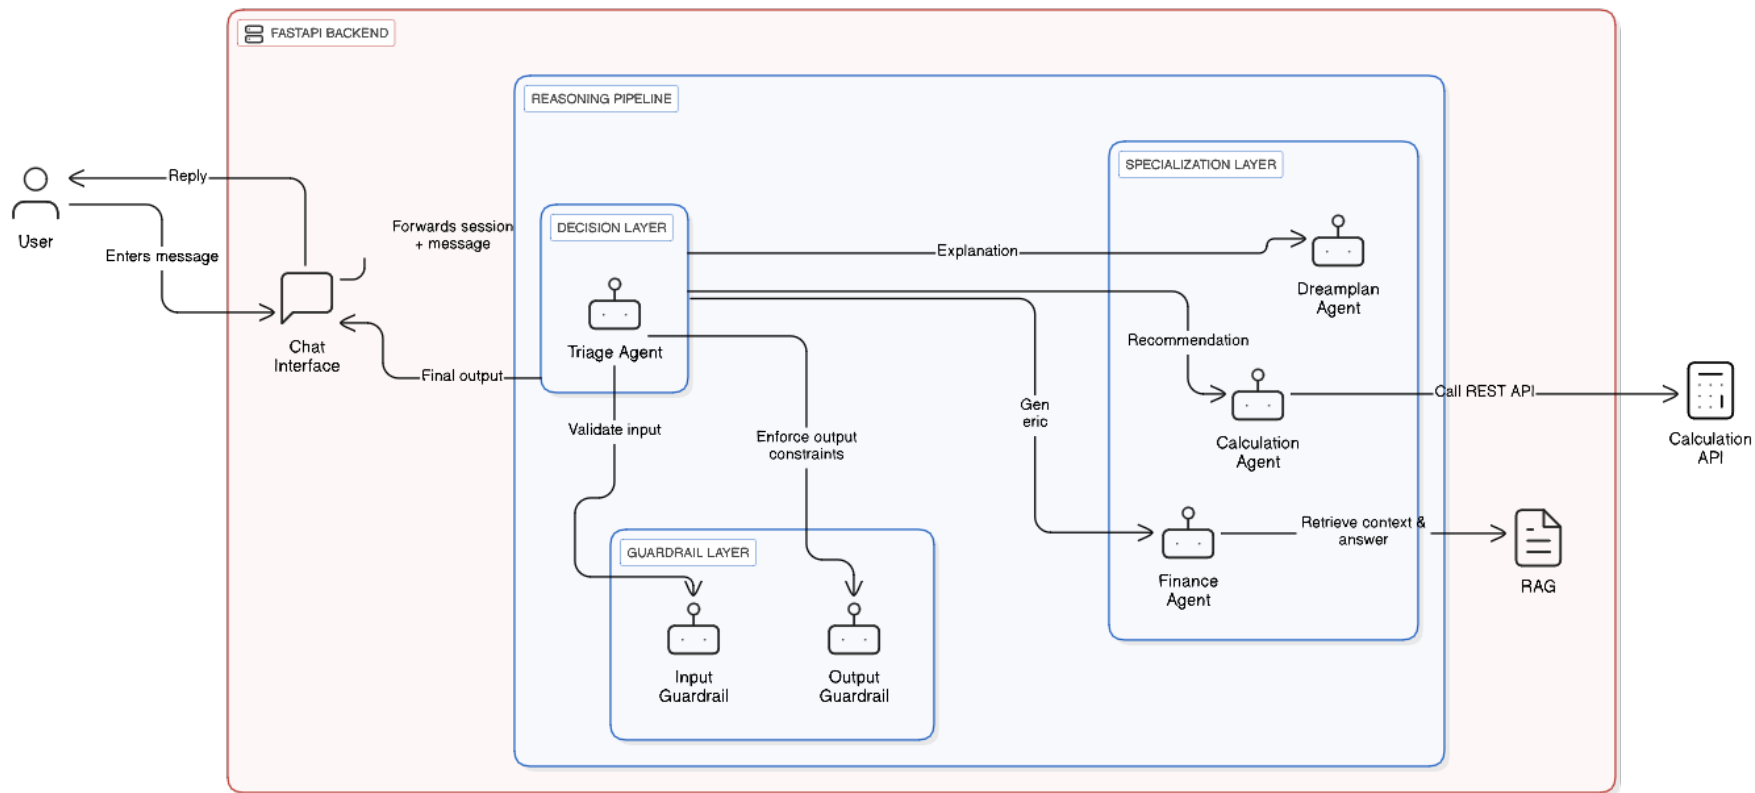 FASTAPI BACKEND
REASONING PIPELINE
SPECIALIZATION LAYER
DECISION LAYER
Reply
User
Enters message
Forwards session
+ message
Chat
Interface
Final output
Triage Agent
Explanation
Dreamplan
Agent
Recommendation
Calculation
Agent
Call REST API
Calculation
API
Gen
eric
Validate input
Enforce output
constraints
Finance
Agent
Retrieve context &
answer
RAG
GUARDRAIL LAYER
Input
Guardrail
Output
Guardrail